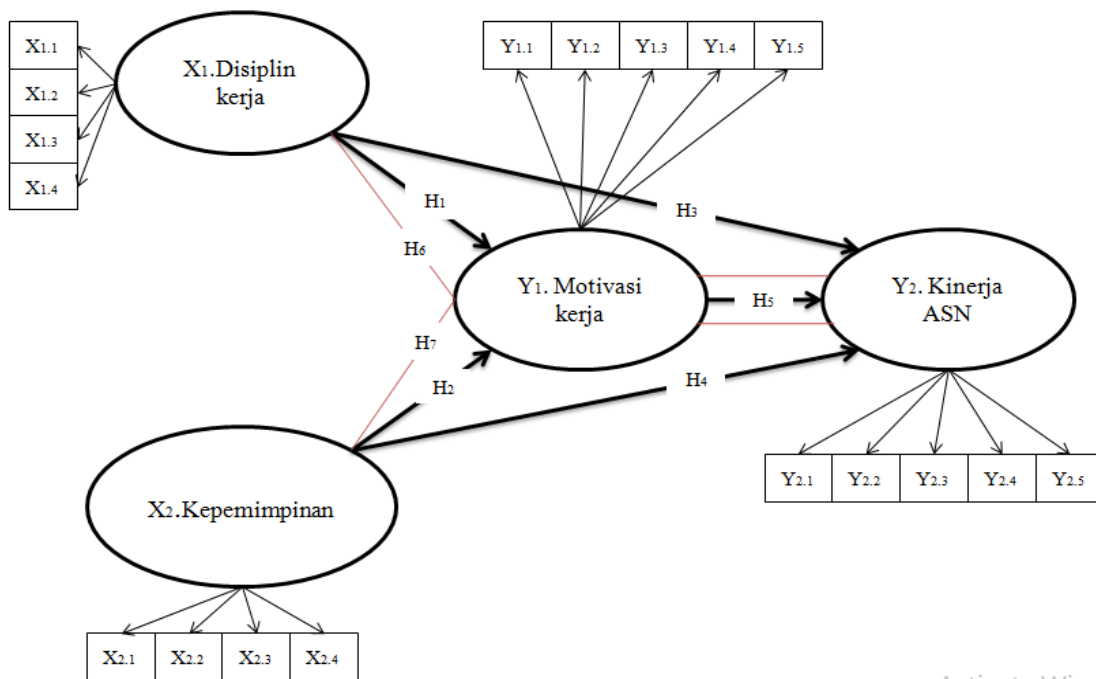 X1.1
X1.2
X1.3
X1.4
X1.Disiplin
kerja
Y1.1 Y1.2 Y1.3 Y1.4 Y1.5
H1
H3
H6
Y1. Motivasi
kerja
H5
Y2. Kinerja
ASN
H7
H2
H4
Y2.1 Y2.2 Y2.3 Y2.4 Y2.5
X2.Kepemimpinan
X2.1 X2.2 X2.3 X2.4